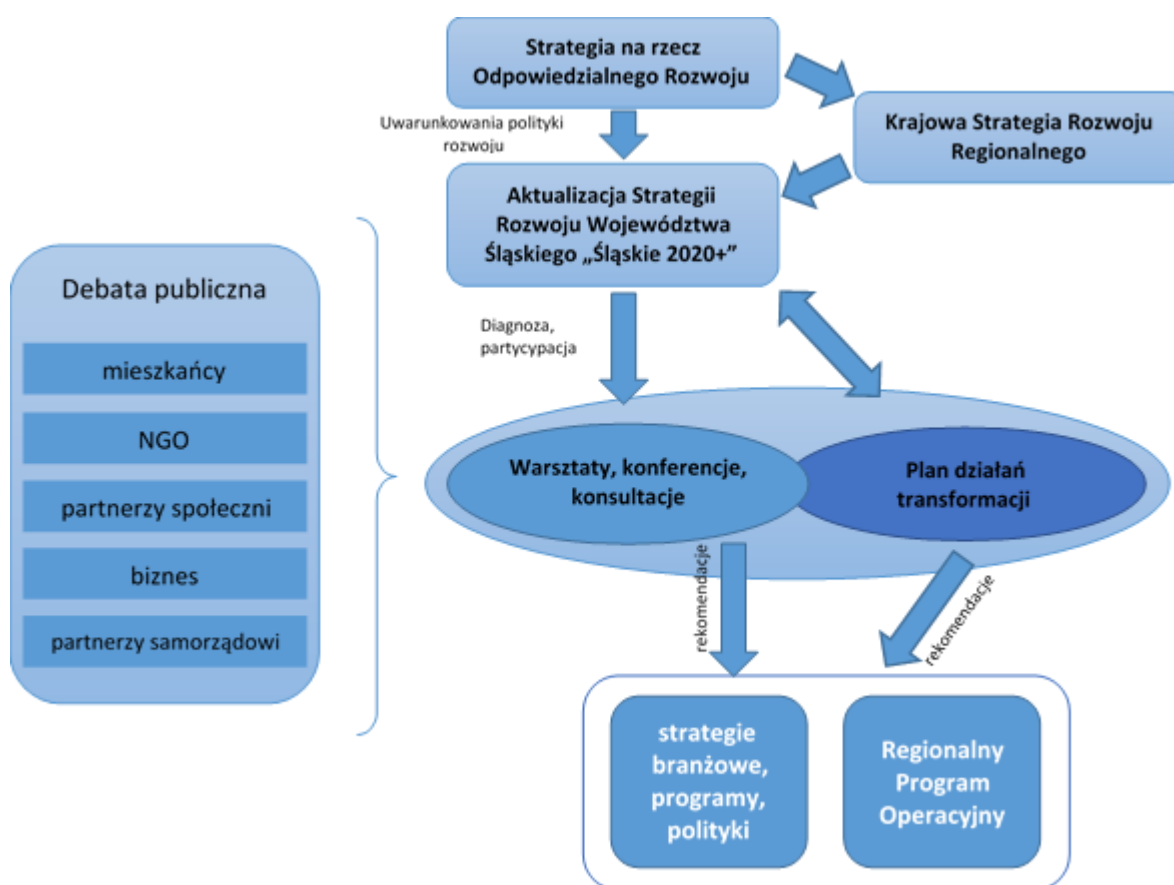 Strategia na rzecz
Odpowiedzialnego Rozwoju
Uwarunkowania polityki
rozwoju
Krajowa Strategia Rozwoju
Regionalnego
Aktualizacja Strategii
Rozwoju Województwa
Śląskiego „Śląskie 2020+”
Debata publiczna
mieszkańcy
NGO
partnerzy społeczni
biznes
partnerzy samorządowi
Diagnoza,
partycypacja
Warsztaty, konferencje,
konsultacje
Plan działań
transformacji
rekomendacje
rekomendacje
strategie
branżowe,
programy,
polityki
Regionalny
Program
Operacyjny